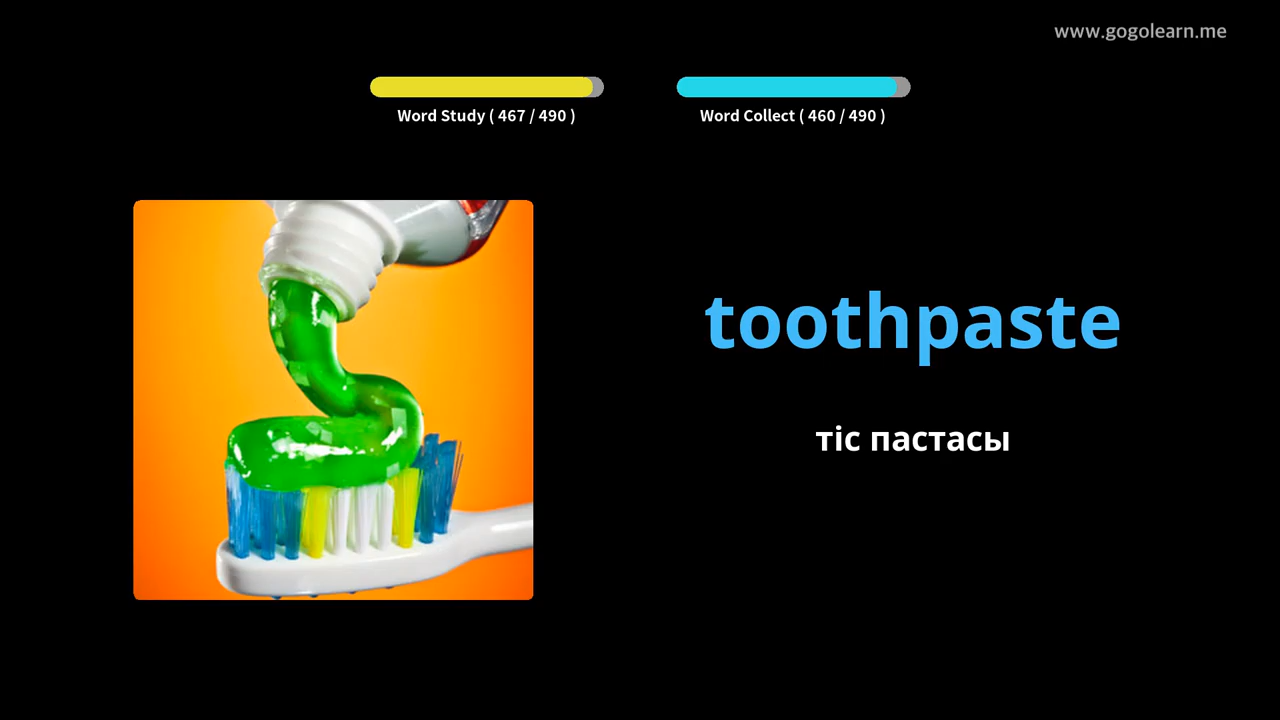 www.gogolearn.me
Word Study ( 467 / 490 )
Word Collect ( 460 / 490 )
toothpaste
тіс пастасы